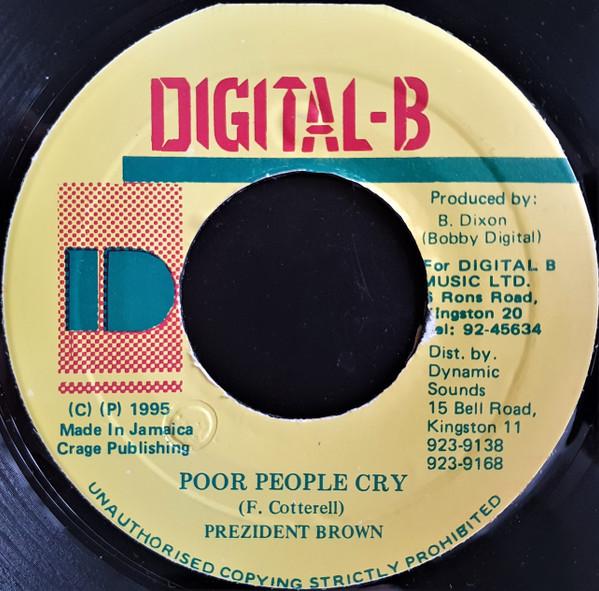 DIGITAL-B
Produced by:
B. Dixon
(Bobby Digital)
For DIGITAL B
MUSIC LTD.
Rons Road,
Kingston 20
Tel: 92-45634
Dist. by.
Dynamic
Sounds
15 Bell Road,
Kingston 11
923-9138
923-9168
D
(C) (P) 1995
Made In Jamaica
Crage Publishing
POOR PEOPLE CRY
(F. Cotterell)
PREZIDENT BROWN
UNAUTHORISED COPYING STRICTLY PROHIBITED